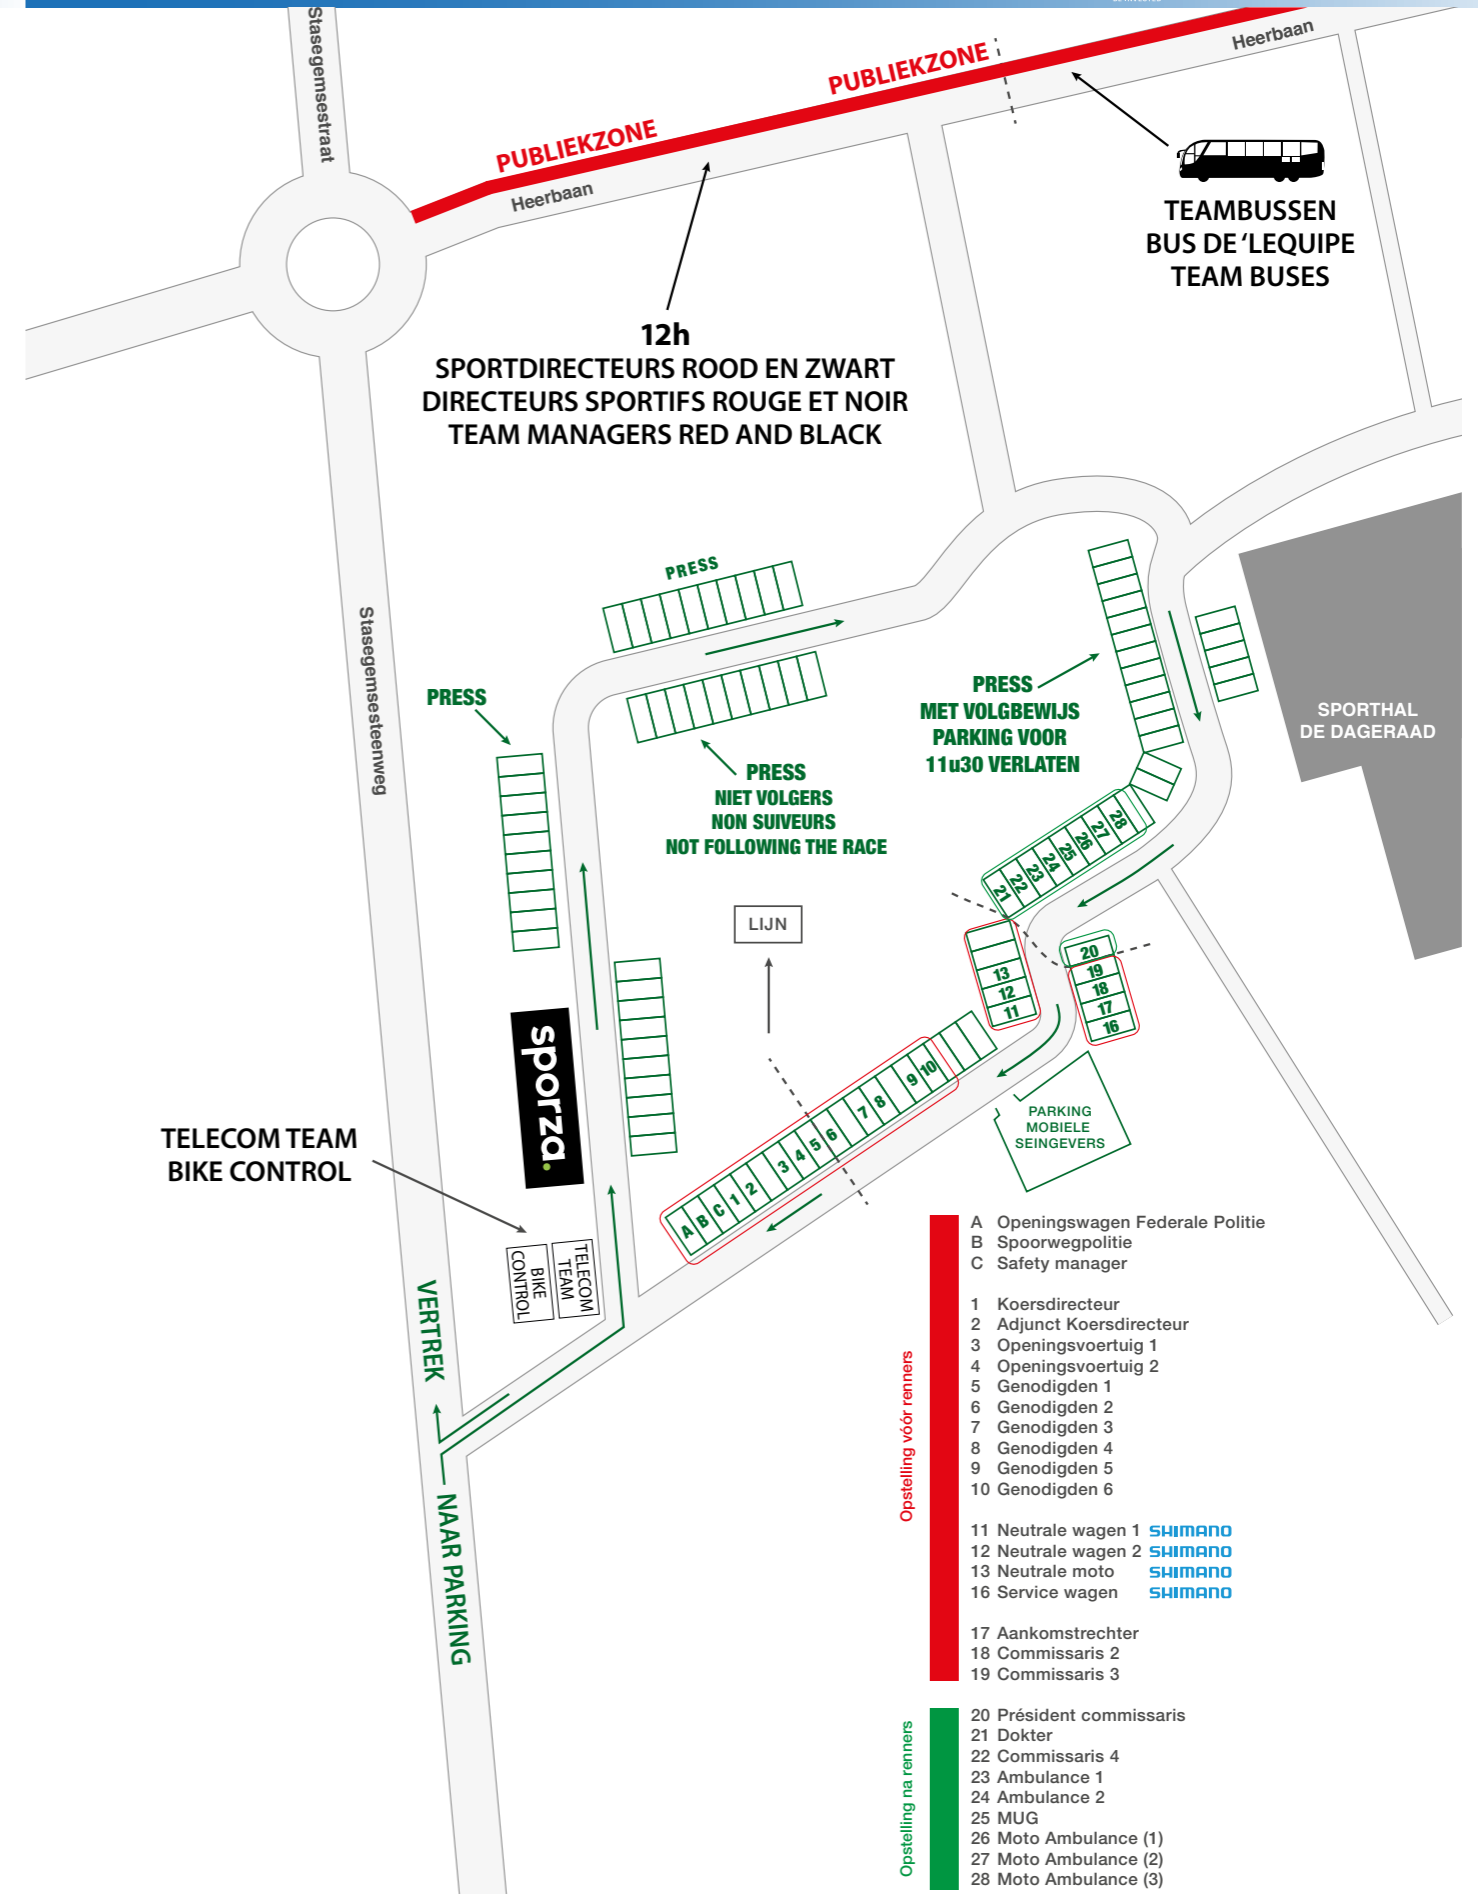 Stasegemsestraat
PUBLIEKZONE
PUBLIEKZONE
Heerbaan
Heerbaan
TEAMBUSSEN
BUS DE ‘LEQUIPE
TEAM BUSES
12h
SPORTDIRECTEURS ROOD EN ZWART
DIRECTEURS SPORTIFS ROUGE ET NOIR
TEAM MANAGERS RED AND BLACK
Stasegemsesteenweg
PRESS
PRESS
PRESS
NIET VOLGERS
NON SUIVEURS
NOT FOLLOWING THE RACE
PRESS
MET VOLGBEWIJS
PARKING VOOR
11u30 VERLATEN
SPORTHAL
DE DAGERAAD
21 22 23 24 25 26 27 28
LIJN
20
19
18
17
16
13
12
11
A B C 1 2 3 4 5 6 7 8 9 10
sporza.
PARKING
MOBIELE
SEINGEVERS
TELECOM TEAM
BIKE CONTROL
BIKE
CONTROL
TELECOM
TEAM
VERTREK
NAAR PARKING
Opstelling vóór renners
A Openingswagen Federale Politie
B Spoorwegpolitie
C Safety manager
1 Koersdirecteur
2 Adjunct Koersdirecteur
3 Openingsvoertuig 1
4 Openingsvoertuig 2
5 Genodigden 1
6 Genodigden 2
7 Genodigden 3
8 Genodigden 4
9 Genodigden 5
10 Genodigden 6
11 Neutrale wagen 1 SHIMANO
12 Neutrale wagen 2 SHIMANO
13 Neutrale moto SHIMANO
16 Service wagen SHIMANO
17 Aankomstrechter
18 Commissaris 2
19 Commissaris 3
Opstelling na renners
20 Président commissaris
21 Dokter
22 Commissaris 4
23 Ambulance 1
24 Ambulance 2
25 MUG
26 Moto Ambulance (1)
27 Moto Ambulance (2)
28 Moto Ambulance (3)